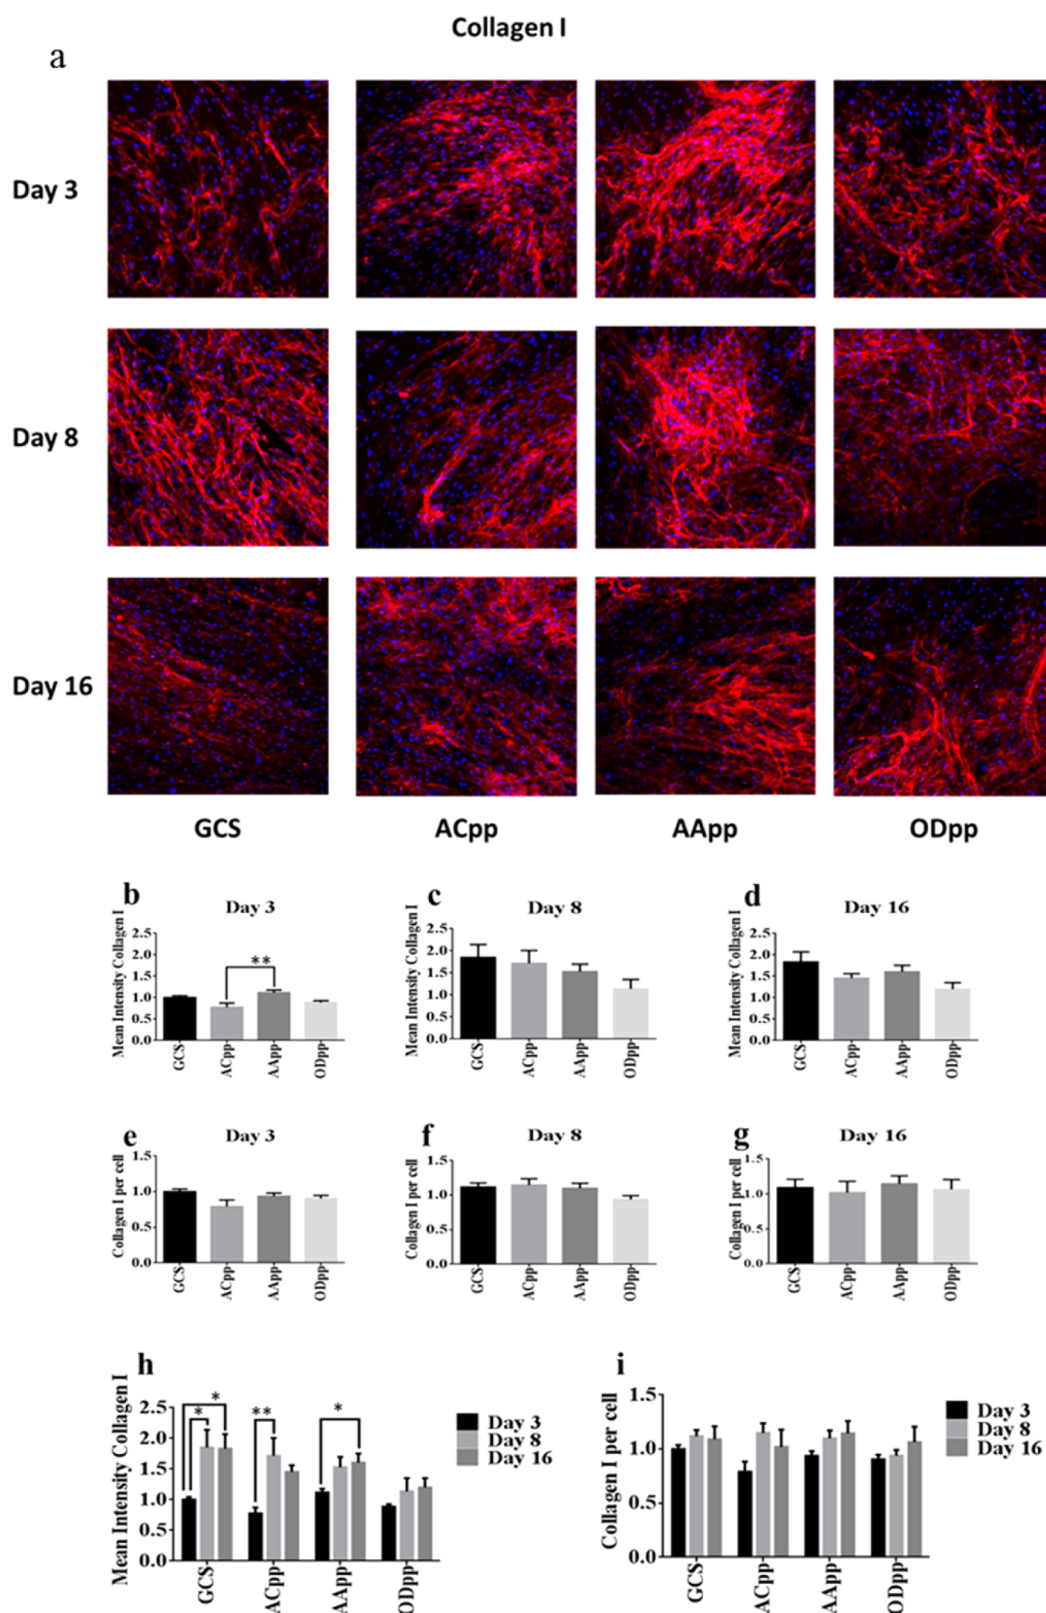 Collagen I
a
Day 3
Day 8
Day 16
GCS ACpp AApp ODpp
b Day 3
Mean Intensity Collagen I
2.5
2.0
1.5
1.0
0.5
0.0
**
GCS ACpp AApp ODpp
c Day 8
Mean Intensity Collagen I
2.5
2.0
1.5
1.0
0.5
0.0
GCS ACpp AApp ODpp
d Day 16
Mean Intensity Collagen I
2.5
2.0
1.5
1.0
0.5
0.0
GCS ACpp AApp ODpp
e Day 3
Collagen I per cell
1.5
1.0
0.5
0.0
GCS ACpp AApp ODpp
f Day 8
Collagen I per cell
1.5
1.0
0.5
0.0
GCS ACpp AApp ODpp
g Day 16
Collagen I per cell
1.5
1.0
0.5
0.0
GCS ACpp AApp ODpp
h
Mean Intensity Collagen I
2.5
2.0
1.5
1.0
0.5
0.0
*
*
**
*
GCS ACpp AApp ODpp
Day 3
Day 8
Day 16
i
Collagen I per cell
1.5
1.0
0.5
0.0
GCS ACpp AApp ODpp
Day 3
Day 8
Day 16